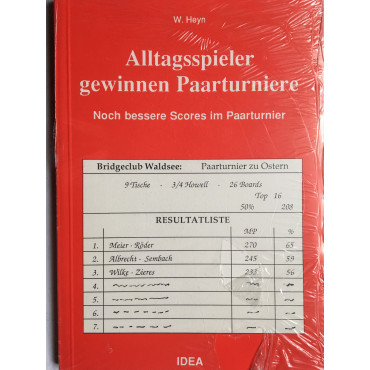 W. Heyn
Alltagsspieler
gewinnen Paarturniere
Noch bessere Scores im Paarturnier
Bridgeclub Waldsee: Paarturnier zu Ostern
9 Tische - 3/4 Howell - 26 Boards
Top 16
50% 208
RESULTATLISTE
MP %
1. Meier - Röder 270 65
2. Albrecht - Sembach 245 59
3. Wilke - Zieres 233 56
4.
5.
6.
7.
IDEA